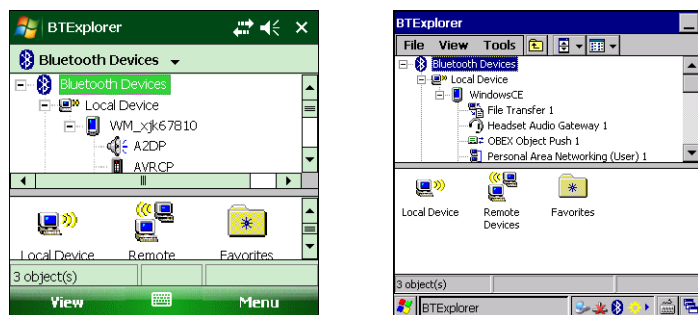 BTExplorer
Bluetooth Devices
Bluetooth Devices
Local Device
WM_xjk67810
A2DP
AVRCP
Local Device Remote Favorites
3 object(s)
View Menu
BTExplorer
File View Tools
Bluetooth Devices
Local Device
WindowsCE
File Transfer 1
Headset Audio Gateway 1
OBEX Object Push 1
Personal Area Networking (User) 1
Local Device Remote Favorites
Devices
3 object(s)
BTExplorer